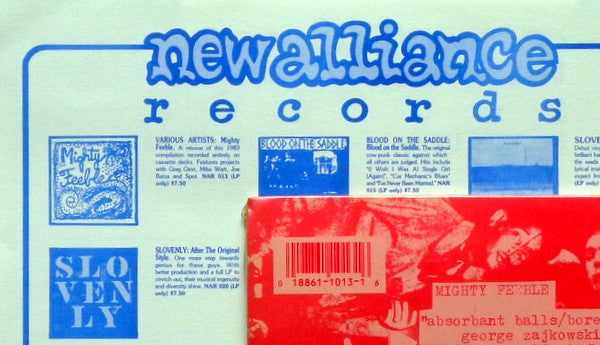 new alliance
records
Mighty
Feeble
VARIOUS ARTISTS: Mighty
Feeble. A reissue of this 1983
compilation recorded entirely on
cassette decks. Features projects
with Greg Ginn, Mike Watt, Joe
Baiza and Spot. NAR 013 (LP
only) $7.50
BLOOD ON THE SADDLE
BLOOD ON THE SADDLE:
Blood on the Saddle. The original
cow-punk classic against which
all others are judged. Hits include
"(I Wish I Was A) Single Girl
(Again)", "Car Mechanic's Blues"
and "I've Never Been Married." NAR
015 (LP only) $7.50
SLOVE
SLO
VEN
LY
SLOVENLY: After The Original
Style. One more step towards
genius for these guys. With
better production and a full LP to
stretch out, their musical ingenuity
and diversity shine. NAR 020 (LP
only) $7.50
0 18861-1013-1 6
MIGHTY FEEBLE
"absorbant balls/bore
george zajkowski